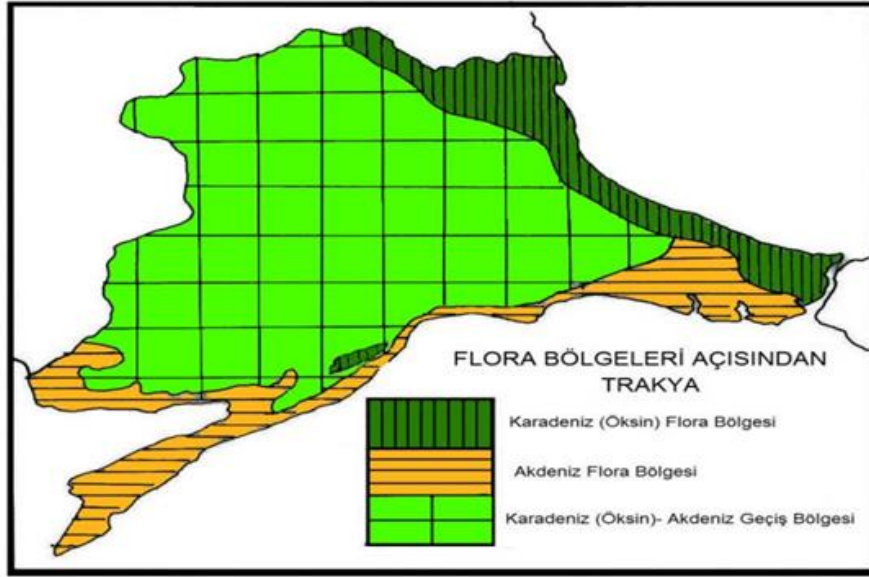 FLORA BÖLGELERİ AÇISINDAN
TRAKYA
Karadeniz (Öksin) Flora Bölgesi
Akdeniz Flora Bölgesi
Karadeniz (Öksin)- Akdeniz Geçiş Bölgesi